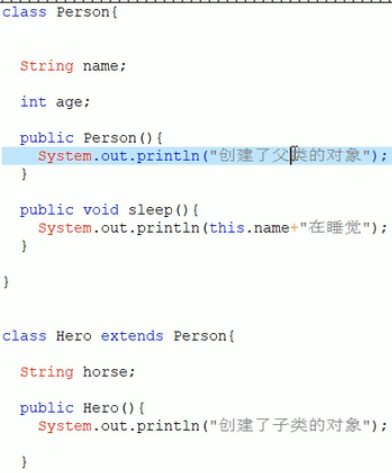 class Person{
String name;
int age;
public Person(){
System.out.println("创建了父类的对象");
}
public void sleep(){
System.out.println(this.name+"在睡觉");
}
}
class Hero extends Person{
String horse;
public Hero(){
System.out.println("创建了子类的对象");
}